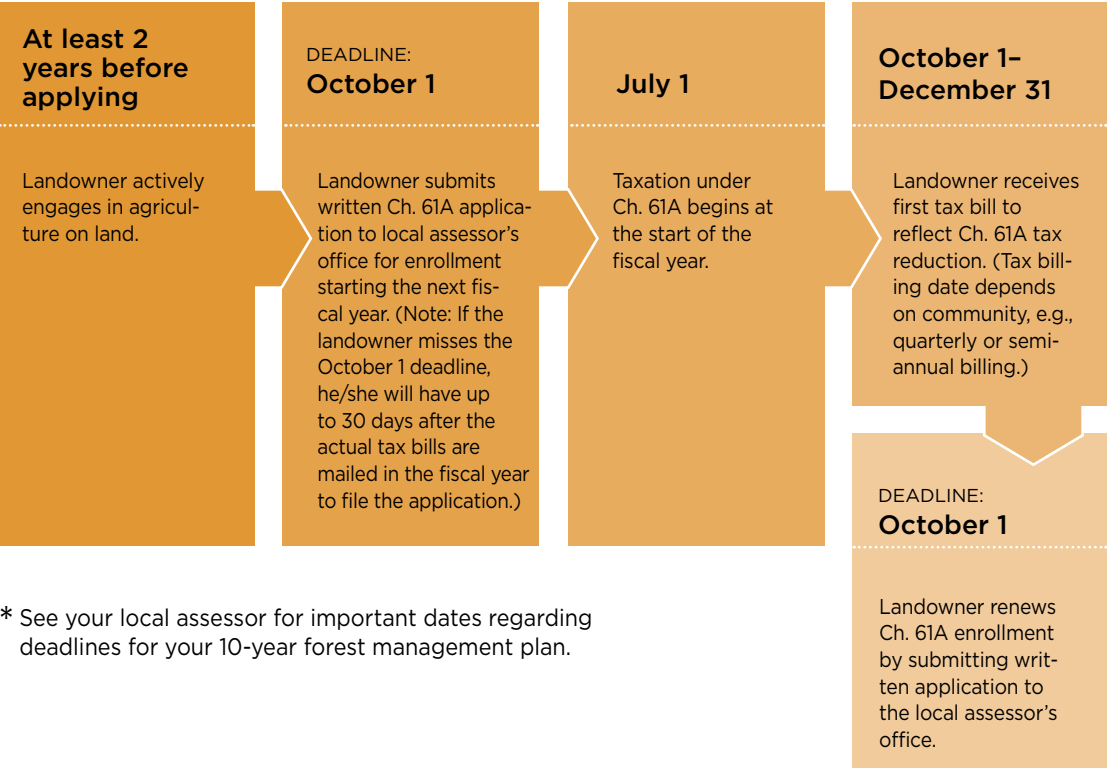 At least 2
years before
applying
Landowner actively
engages in agricul-
ture on land.
DEADLINE:
October 1
Landowner submits
written Ch. 61A applica-
tion to local assessor’s
office for enrollment
starting the next fis-
cal year. (Note: If the
landowner misses the
October 1 deadline,
he/she will have up
to 30 days after the
actual tax bills are
mailed in the fiscal year
to file the application.)
July 1
Taxation under
Ch. 61A begins at
the start of the
fiscal year.
October 1–
December 31
Landowner receives
first tax bill to
reflect Ch. 61A tax
reduction. (Tax bill-
ing date depends
on community, e.g.,
quarterly or semi-
annual billing.)
DEADLINE:
October 1
Landowner renews
Ch. 61A enrollment
by submitting writ-
ten application to
the local assessor’s
office.
* See your local assessor for important dates regarding
deadlines for your 10-year forest management plan.